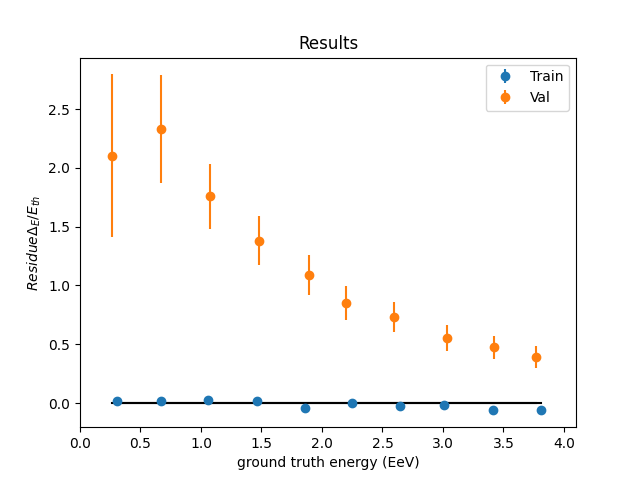 Results
Train
Val
Residue Δ_E/E_th
2.5
2.0
1.5
1.0
0.5
0.0
0.0 0.5 1.0 1.5 2.0 2.5 3.0 3.5 4.0
ground truth energy (EeV)